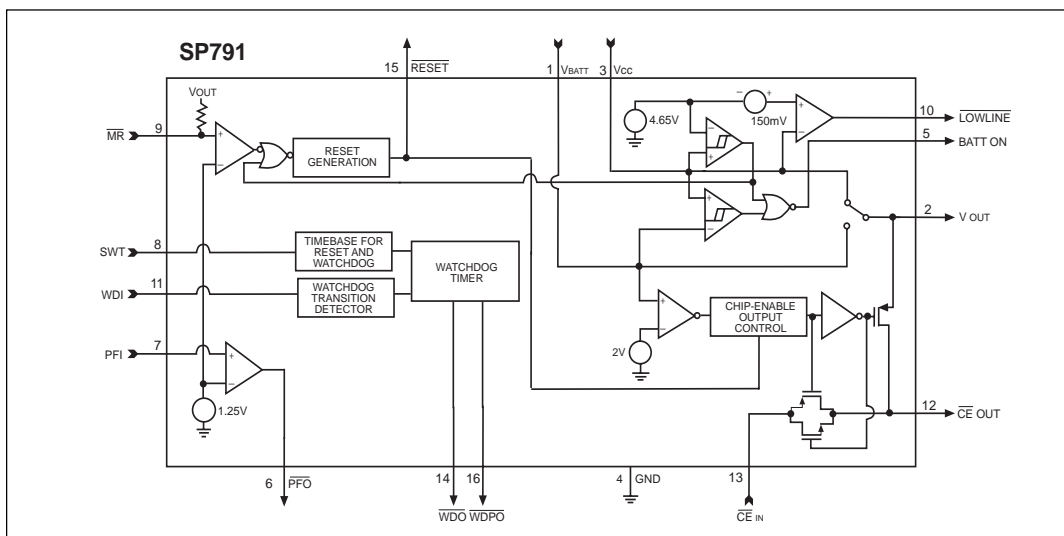 SP791
15 RESET
1 VBATT 3 Vcc
VOUT
4.65V
150mV
10 LOWLINE
MR 9
5 BATT ON
RESET
GENERATION
2 V OUT
SWT 8
TIMEBASE FOR
RESET AND
WATCHDOG
WATCHDOG
TIMER
WDI 11
WATCHDOG
TRANSITION
DETECTOR
CHIP-ENABLE
OUTPUT
CONTROL
2V
PFI 7
1.25V
12 CE OUT
6 PFO
14 WDO
16 WDPO
4 GND
13 CE IN
+
−